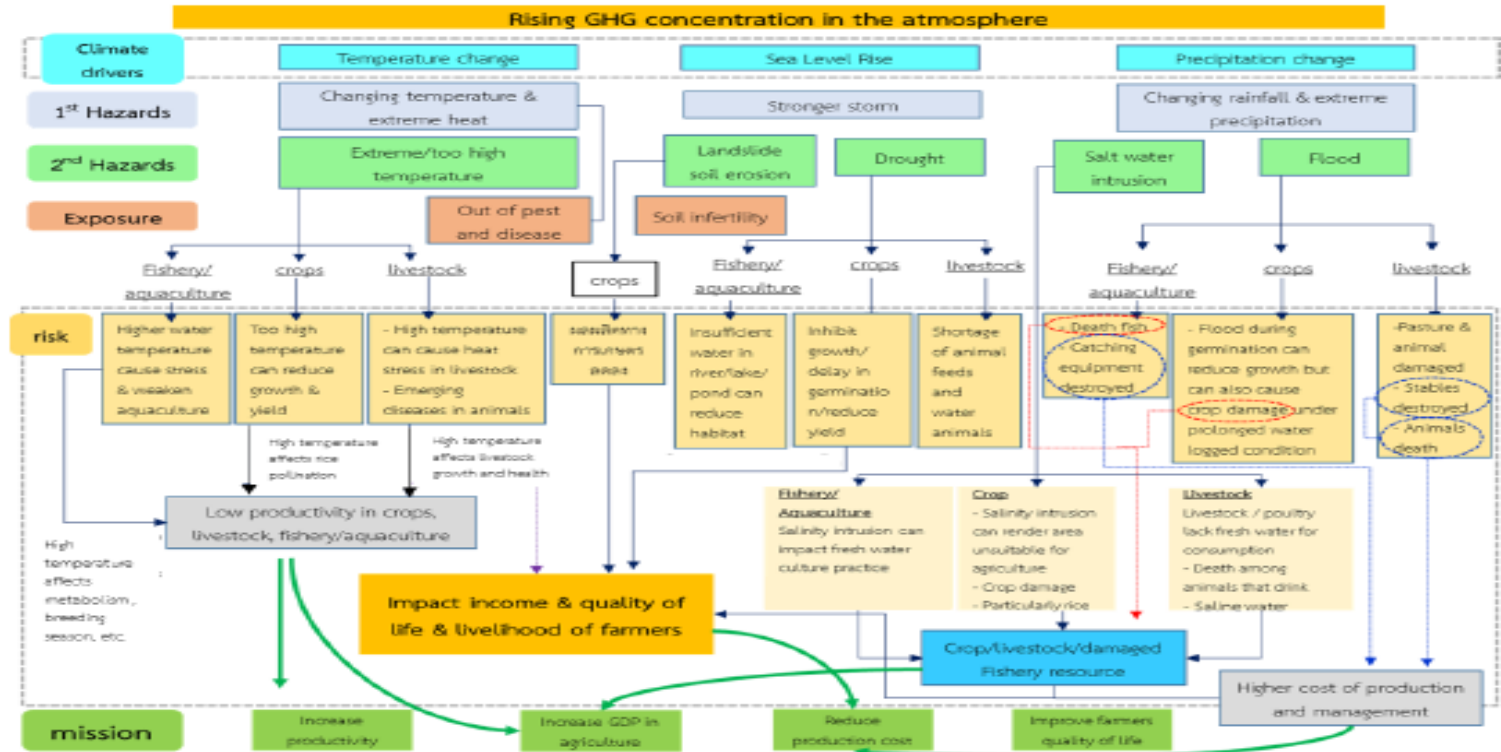 Rising GHG concentration in the atmosphere
Climate
drivers
Temperature change
Sea Level Rise
Precipitation change
1st Hazards
Changing temperature &
extreme heat
Stronger storm
Changing rainfall & extreme
precipitation
2nd Hazards
Extreme/too high
temperature
Landslide
soil erosion
Drought
Salt water
intrusion
Flood
Exposure
Out of pest
and disease
Soil infertility
Fishery/
aquaculture
crops
livestock
crops
Fishery/
aquaculture
crops
livestock
Fishery/
aquaculture
crops
livestock
risk
Higher water
temperature
cause stress
& weaken
aquaculture
Too high
temperature
can reduce
growth &
yield
- High temperature
can cause heat
stress in livestock
- Emerging
diseases in animals
Insufficient
water in
river/lake/
pond can
reduce
habitat
Inhibit
growth/
delay in
germinatio
n/reduce
yield
Shortage
of animal
feeds
and
water
animals
- Death fish
- Catching
equipment
destroyed
- Flood during
germination can
reduce growth but
can also cause
crop damage under
prolonged water
logged condition
-Pasture &
animal
damaged
- Stables
destroyed
- Animals
death
High temperature
affects rice
pollination
High temperature
affects livestock
growth and health
Low productivity in crops,
livestock, fishery/aquaculture
High
temperature
affects
metabolism,
breeding
season, etc.
Fishery/
Aquaculture
Salinity intrusion can
impact fresh water
culture practice
Crop
- Salinity intrusion
can render area
unsuitable for
agriculture
- Crop damage
- Particularly rice
Livestock
Livestock / poultry
lack fresh water for
consumption
- Death among
animals that drink
- Saline water
Impact income & quality of
life & livelihood of farmers
Crop/livestock/damaged
Fishery resource
Higher cost of production
and management
mission
Increase
productivity
Increase GDP in
agriculture
Reduce
production cost
Improve farmers
quality of life